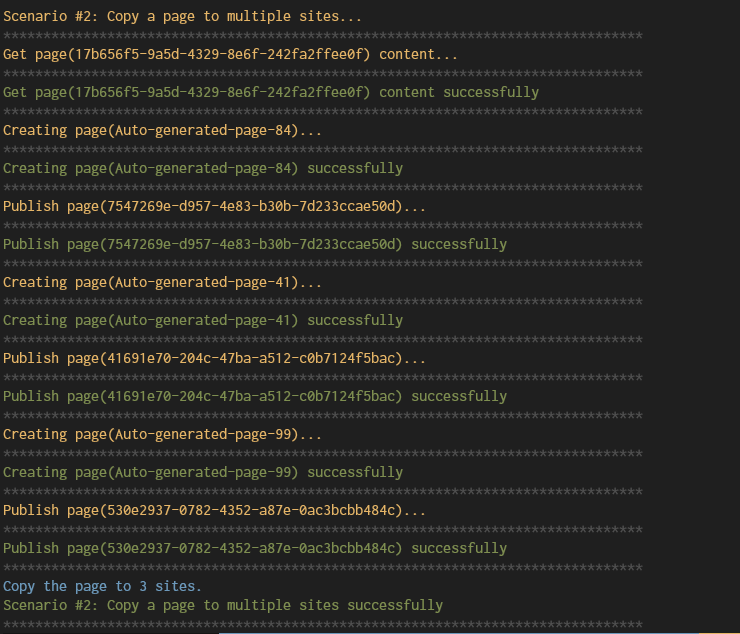 Scenario #2: Copy a page to multiple sites...
********************************************************************************
Get page(17b656f5-9a5d-4329-8e6f-242fa2ffee0f) content...
********************************************************************************
Get page(17b656f5-9a5d-4329-8e6f-242fa2ffee0f) content successfully
********************************************************************************
Creating page(Auto-generated-page-84)...
********************************************************************************
Creating page(Auto-generated-page-84) successfully
********************************************************************************
Publish page(7547269e-d957-4e83-b30b-7d233ccae50d)...
********************************************************************************
Publish page(7547269e-d957-4e83-b30b-7d233ccae50d) successfully
********************************************************************************
Creating page(Auto-generated-page-41)...
********************************************************************************
Creating page(Auto-generated-page-41) successfully
********************************************************************************
Publish page(41691e70-204c-47ba-a512-c0b7124f5bac)...
********************************************************************************
Publish page(41691e70-204c-47ba-a512-c0b7124f5bac) successfully
********************************************************************************
Creating page(Auto-generated-page-99)...
********************************************************************************
Creating page(Auto-generated-page-99) successfully
********************************************************************************
Publish page(530e2937-0782-4352-a87e-0ac3bcbb484c)...
********************************************************************************
Publish page(530e2937-0782-4352-a87e-0ac3bcbb484c) successfully
********************************************************************************
Copy the page to 3 sites.
Scenario #2: Copy a page to multiple sites successfully
********************************************************************************